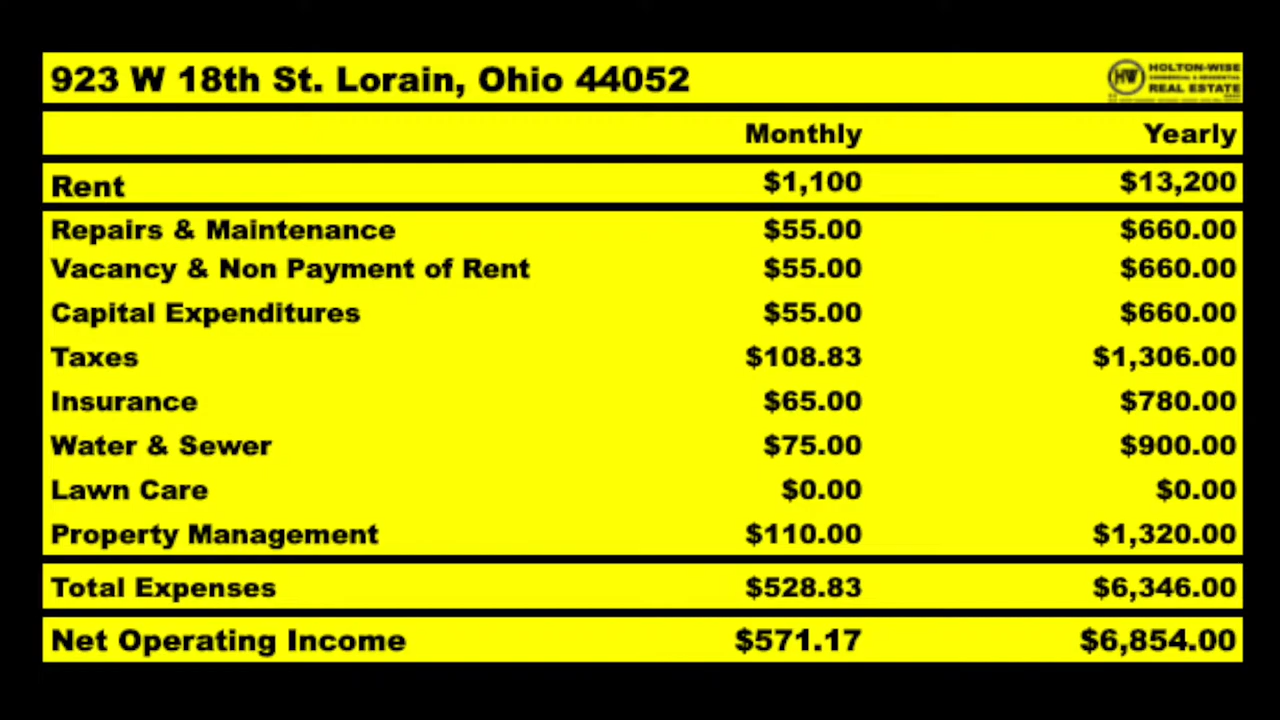 923 W 18th St. Lorain, Ohio 44052
HW HOLTON-WISE
COMMERCIAL & RESIDENTIAL
REAL ESTATE
Monthly Yearly
Rent $1,100 $13,200
Repairs & Maintenance $55.00 $660.00
Vacancy & Non Payment of Rent $55.00 $660.00
Capital Expenditures $55.00 $660.00
Taxes $108.83 $1,306.00
Insurance $65.00 $780.00
Water & Sewer $75.00 $900.00
Lawn Care $0.00 $0.00
Property Management $110.00 $1,320.00
Total Expenses $528.83 $6,346.00
Net Operating Income $571.17 $6,854.00